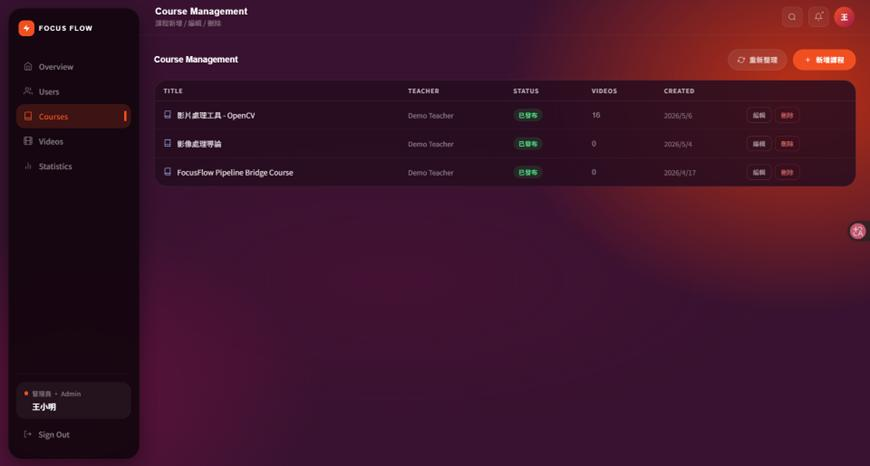 FOCUS FLOW
Overview
Users
Courses
Videos
Statistics
管理員 • Admin
王小明
Sign Out
Course Management
課程新增 / 編輯 / 刪除
王
Course Management
重新整理
+ 新增課程
TITLE TEACHER STATUS VIDEOS CREATED
影片處理工具 - OpenCV Demo Teacher 已發布 16 2026/5/6 編輯 刪除
影像處理導論 Demo Teacher 已發布 0 2026/5/4 編輯 刪除
FocusFlow Pipeline Bridge Course Demo Teacher 已發布 0 2026/4/17 編輯 刪除